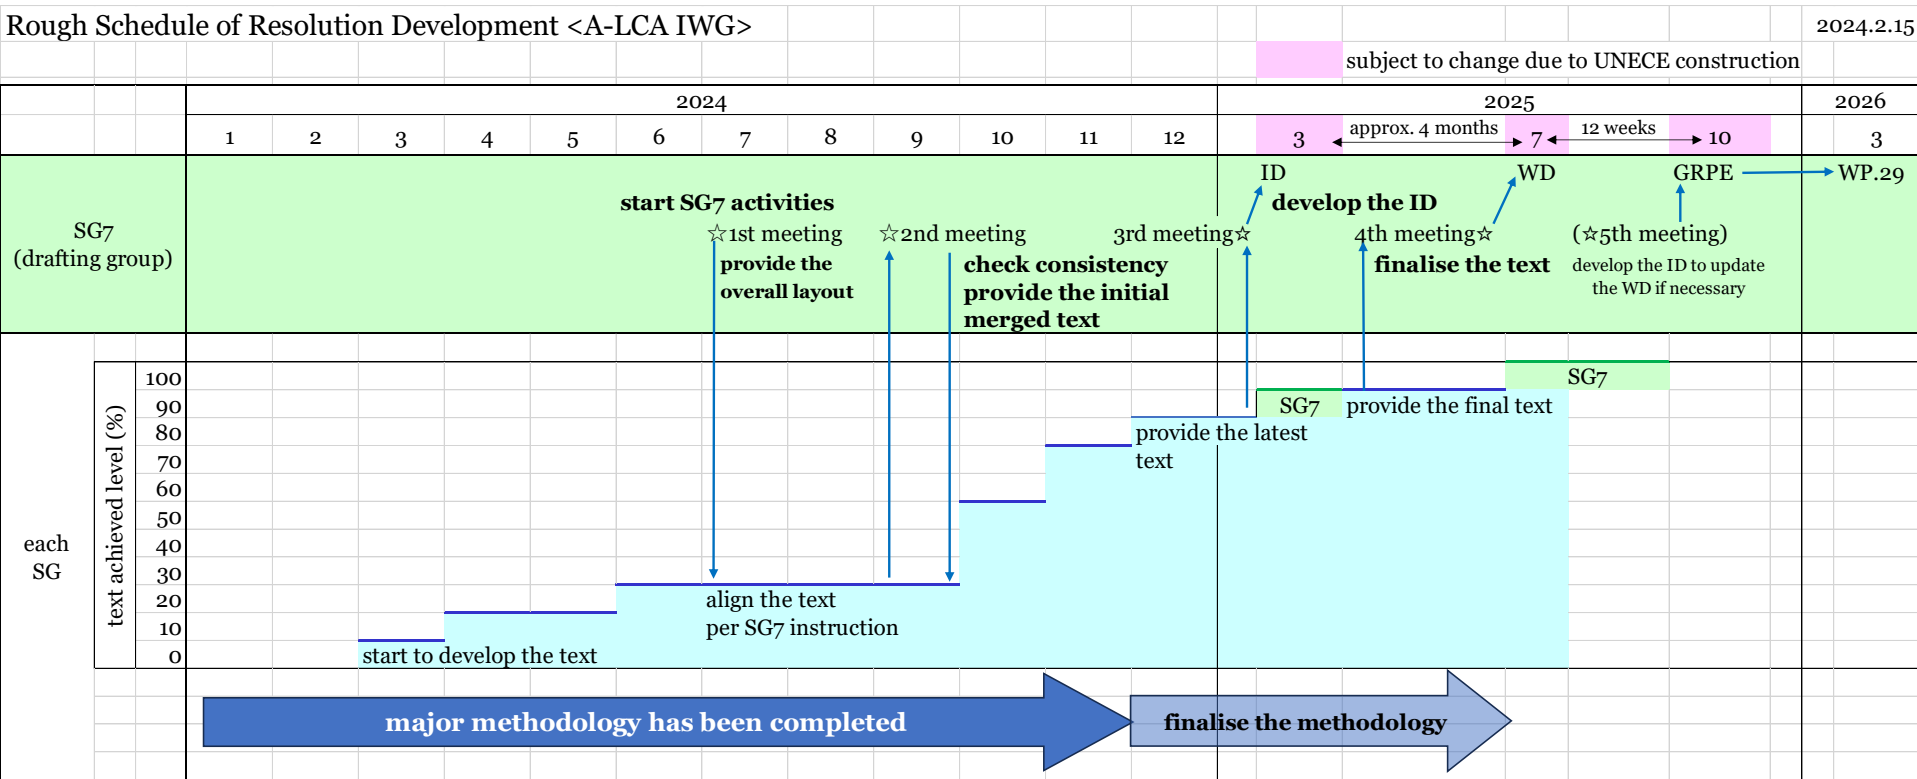 Rough Schedule of Resolution Development <A-LCA IWG>
2024.2.15
subject to change due to UNECE construction
2024
2025
2026
1 2 3 4 5 6 7 8 9 10 11 12 3 approx. 4 months 7 12 weeks 10 3
SG7
(drafting group)
ID
WD
GRPE
WP.29
start SG7 activities
develop the ID
☆1st meeting
☆2nd meeting
3rd meeting☆
4th meeting☆
(☆5th meeting)
provide the
overall layout
check consistency
provide the initial
merged text
finalise the text
develop the ID to update
the WD if necessary
each
SG
text achieved level (%)
100
90
80
70
60
50
40
30
20
10
0
SG7
SG7
provide the final text
provide the latest
text
align the text
per SG7 instruction
start to develop the text
major methodology has been completed
finalise the methodology